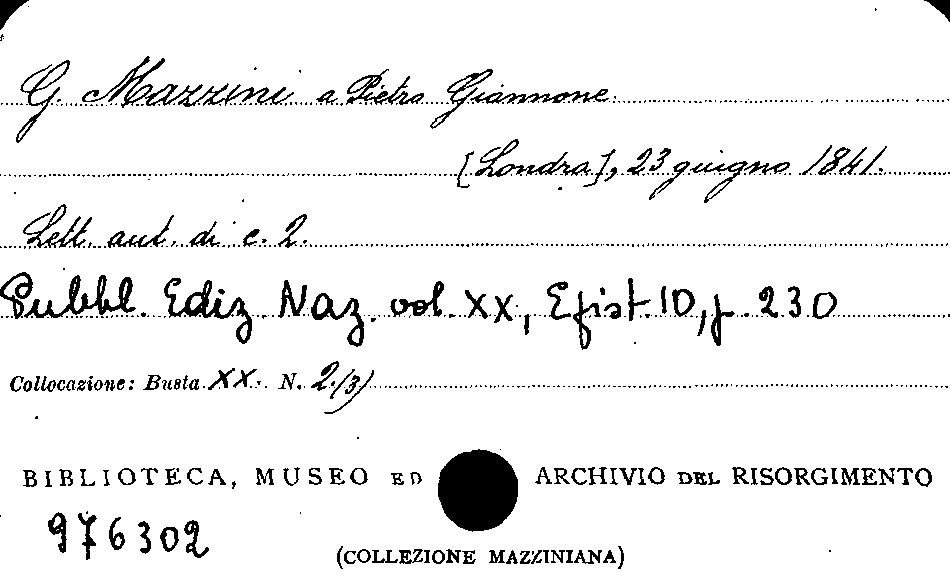 G. Mazzini a Pietro Giannone.
[Londra], 23 giugno 1841.
Lett. aut. di c. 2.
Pubbl. Ediz. Naz. vol. XX, Epist. 10, p. 230
Collocazione: Busta XX. N. 2.(3)
BIBLIOTECA, MUSEO ED ARCHIVIO DEL RISORGIMENTO
976302
(COLLEZIONE MAZZINIANA)